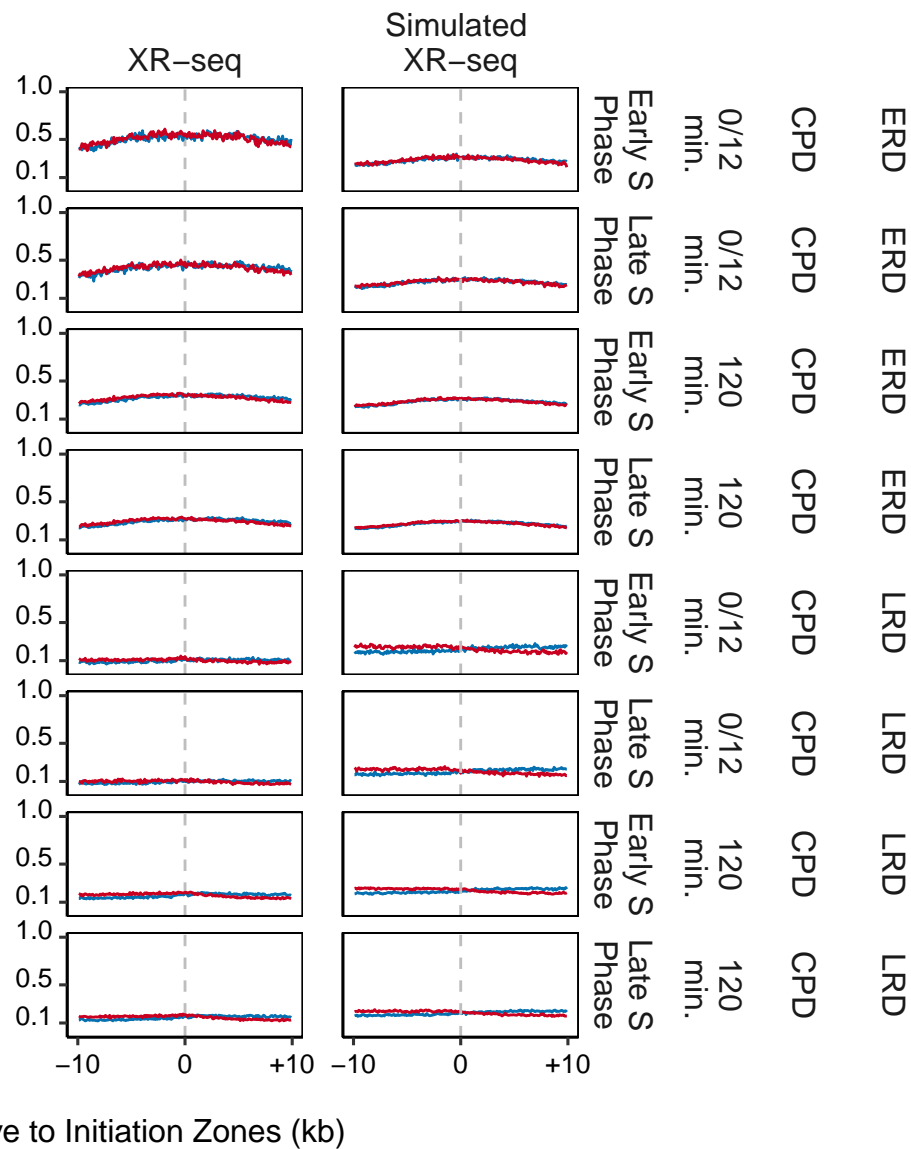 Simulated
XR−seq
XR−seq
1.0
0.5
0.1
Early S
Phase
0/12
min.
CPD
ERD
1.0
0.5
0.1
Late S
Phase
0/12
min.
CPD
ERD
1.0
0.5
0.1
Early S
Phase
120
min.
CPD
ERD
1.0
0.5
0.1
Late S
Phase
120
min.
CPD
ERD
1.0
0.5
0.1
Early S
Phase
0/12
min.
CPD
LRD
1.0
0.5
0.1
Late S
Phase
0/12
min.
CPD
LRD
1.0
0.5
0.1
Early S
Phase
120
min.
CPD
LRD
1.0
0.5
0.1
Late S
Phase
120
min.
CPD
LRD
−10 0 +10 −10 0 +10
to Initiation Zones (kb)